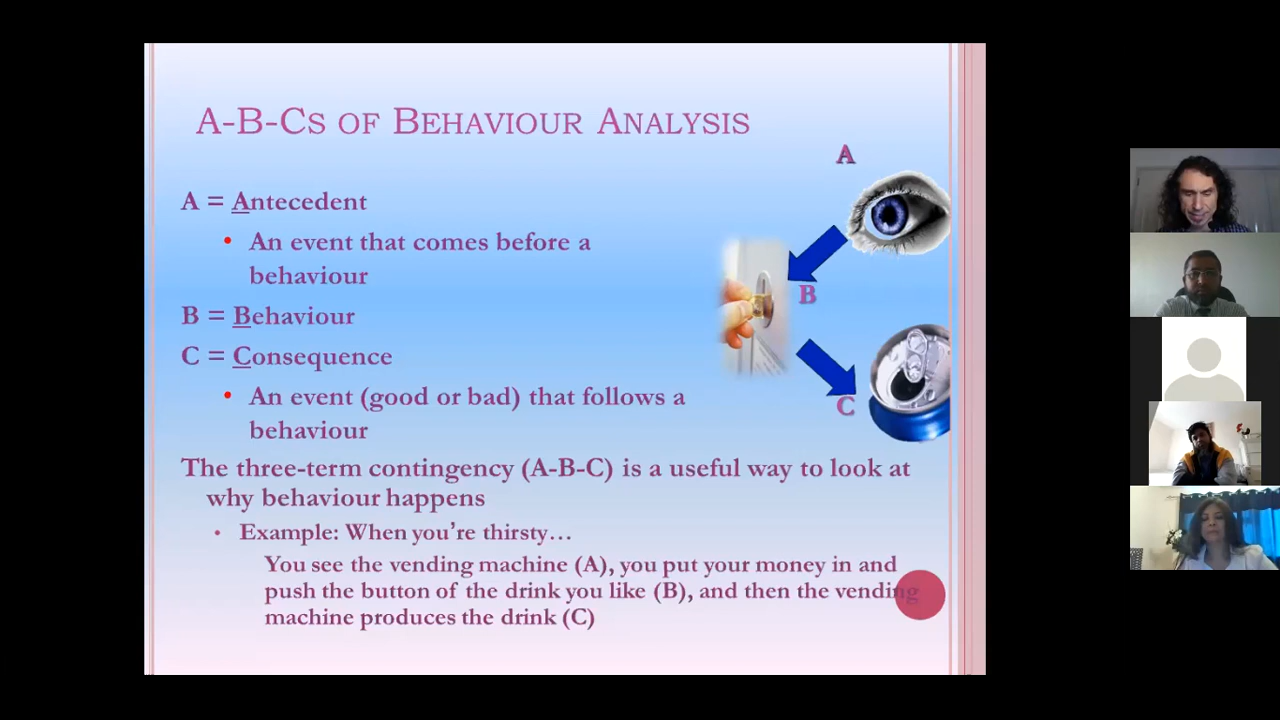 A-B-CS OF BEHAVIOUR ANALYSIS
A
A = Antecedent
• An event that comes before a
behaviour
B
B = Behaviour
C = Consequence
• An event (good or bad) that follows a
behaviour
C
The three-term contingency (A-B-C) is a useful way to look at
why behaviour happens
• Example: When you’re thirsty…
You see the vending machine (A), you put your money in and
push the button of the drink you like (B), and then the vending
machine produces the drink (C)